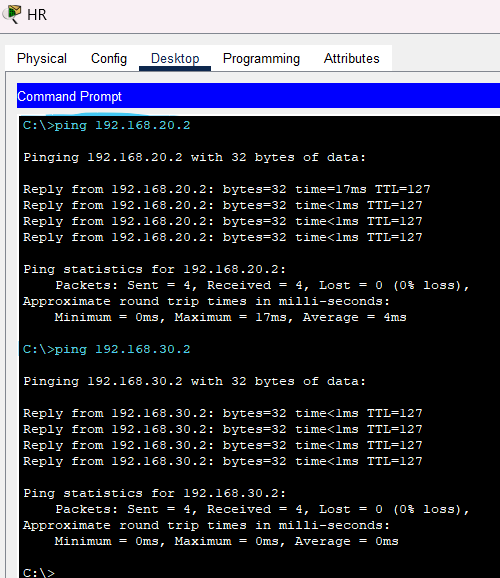 HR
Physical Config Desktop Programming Attributes
Command Prompt
C:\>ping 192.168.20.2
Pinging 192.168.20.2 with 32 bytes of data:
Reply from 192.168.20.2: bytes=32 time=17ms TTL=127
Reply from 192.168.20.2: bytes=32 time<1ms TTL=127
Reply from 192.168.20.2: bytes=32 time<1ms TTL=127
Reply from 192.168.20.2: bytes=32 time<1ms TTL=127
Ping statistics for 192.168.20.2:
Packets: Sent = 4, Received = 4, Lost = 0 (0% loss),
Approximate round trip times in milli-seconds:
Minimum = 0ms, Maximum = 17ms, Average = 4ms
C:\>ping 192.168.30.2
Pinging 192.168.30.2 with 32 bytes of data:
Reply from 192.168.30.2: bytes=32 time<1ms TTL=127
Reply from 192.168.30.2: bytes=32 time<1ms TTL=127
Reply from 192.168.30.2: bytes=32 time<1ms TTL=127
Reply from 192.168.30.2: bytes=32 time<1ms TTL=127
Ping statistics for 192.168.30.2:
Packets: Sent = 4, Received = 4, Lost = 0 (0% loss),
Approximate round trip times in milli-seconds:
Minimum = 0ms, Maximum = 0ms, Average = 0ms
C:\>